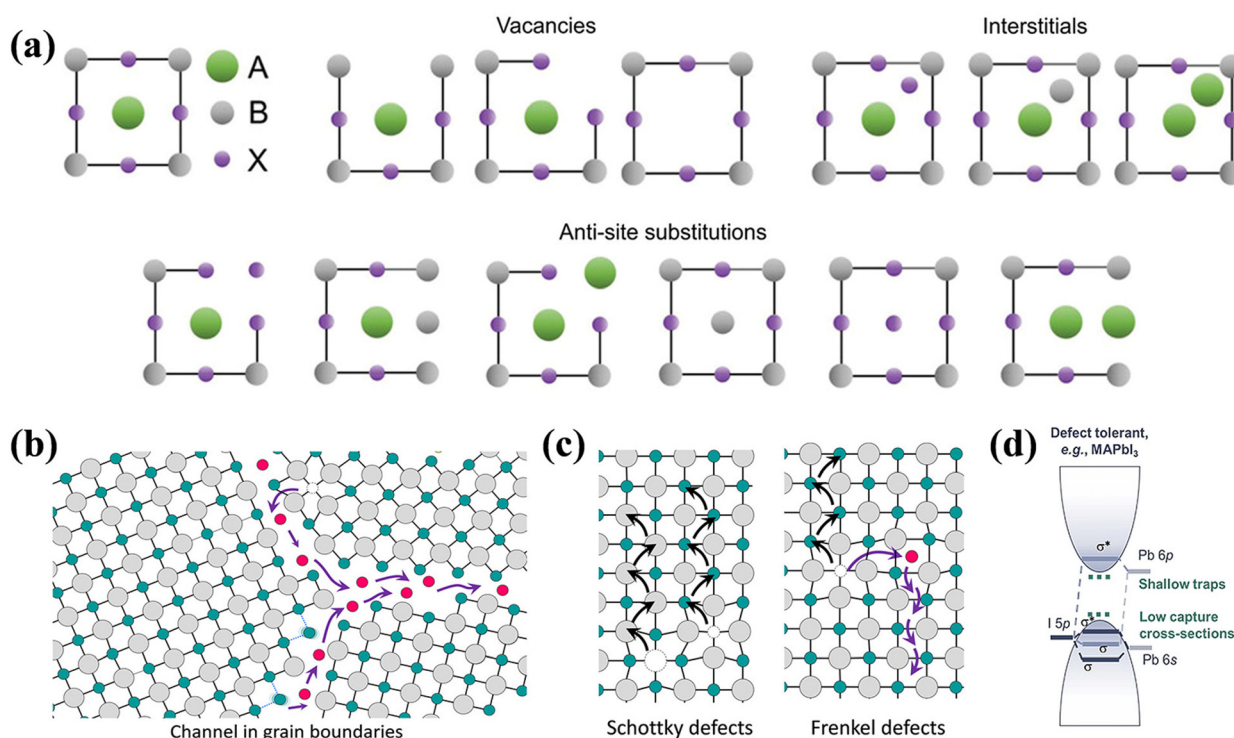 (a)
Vacancies
Interstitials
A
B
X
Anti-site substitutions
(b)
Channel in grain boundaries
(c)
Schottky defects
Frenkel defects
(d)
Defect tolerant,
e.g., MAPbI₃
σ*
Pb 6p
Shallow traps
Low capture
cross-sections
σ*
I 5p
σ
Pb 6s
σ